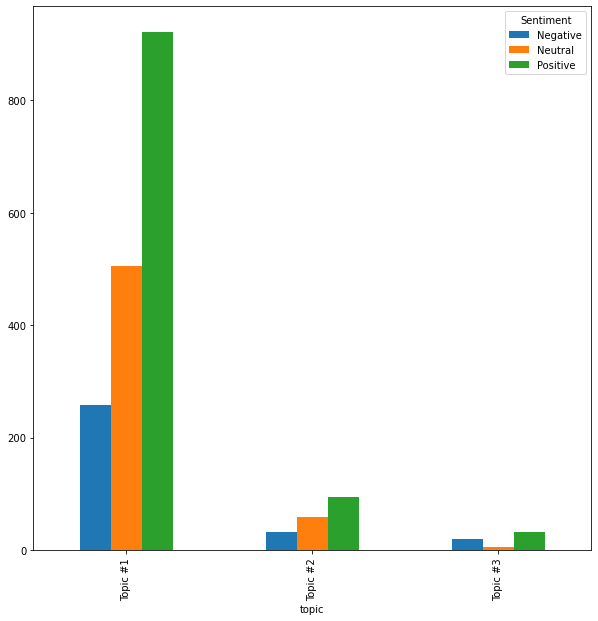 Sentiment
Negative
Neutral
Positive
800
600
400
200
0
Topic #1
Topic #2
Topic #3
topic